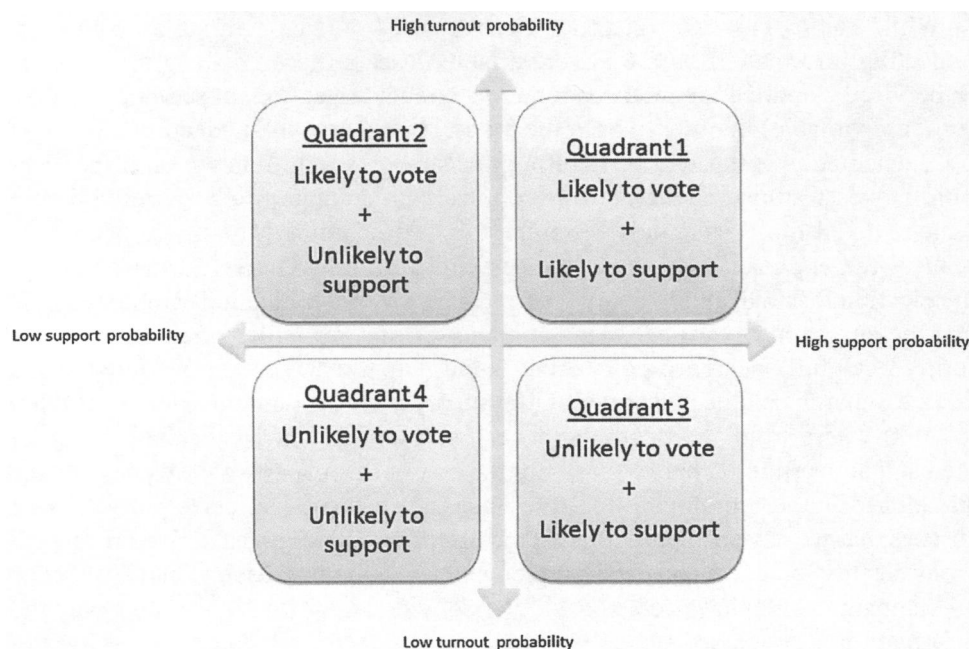 High turnout probability
Quadrant 2
Likely to vote
+
Unlikely to
support
Quadrant 1
Likely to vote
+
Likely to support
Low support probability
High support probability
Quadrant 4
Unlikely to vote
+
Unlikely to
support
Quadrant 3
Unlikely to vote
+
Likely to support
Low turnout probability